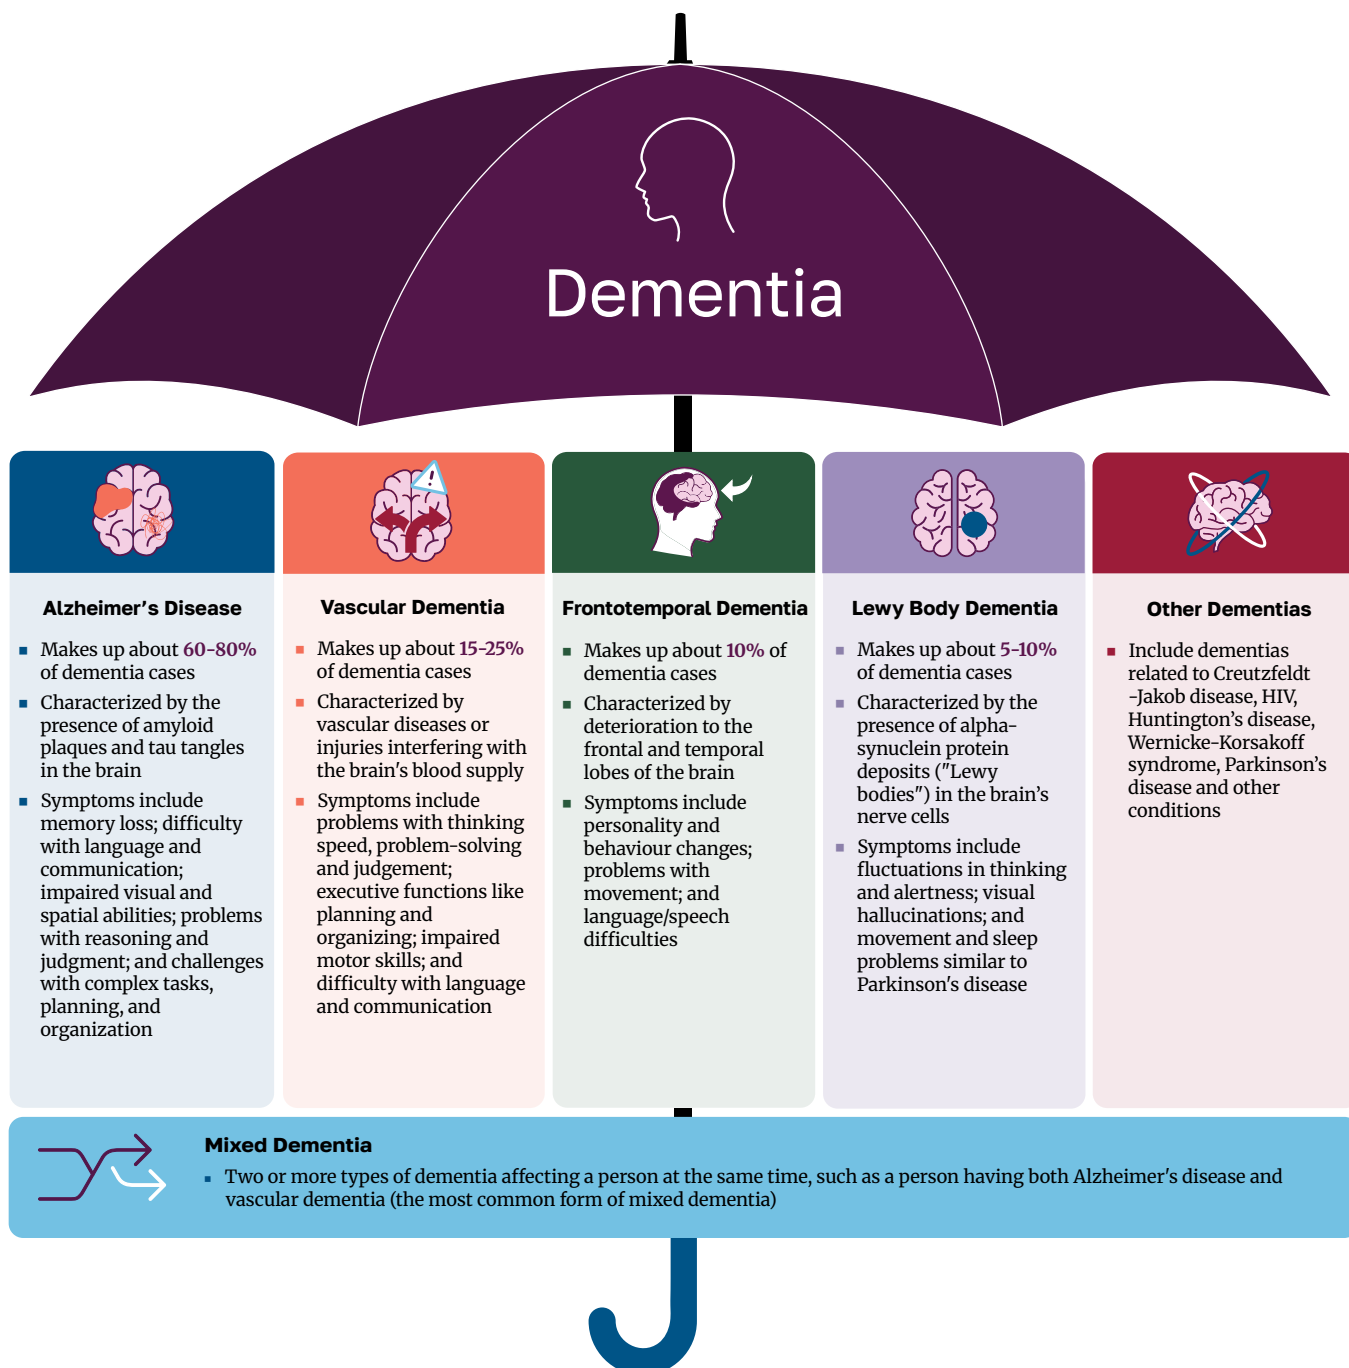 Dementia
Alzheimer's Disease
▪ Makes up about 60-80%
of dementia cases
▪ Characterized by the
presence of amyloid
plaques and tau tangles
in the brain
▪ Symptoms include
memory loss; difficulty
with language and
communication;
impaired visual and
spatial abilities; problems
with reasoning and
judgment; and challenges
with complex tasks,
planning, and
organization
Vascular Dementia
▪ Makes up about 15-25%
of dementia cases
▪ Characterized by
vascular diseases or
injuries interfering with
the brain's blood supply
▪ Symptoms include
problems with thinking
speed, problem-solving
and judgement;
executive functions like
planning and
organizing; impaired
motor skills; and
difficulty with language
and communication
Frontotemporal Dementia
▪ Makes up about 10% of
dementia cases
▪ Characterized by
deterioration to the
frontal and temporal
lobes of the brain
▪ Symptoms include
personality and
behaviour changes;
problems with
movement; and
language/speech
difficulties
Lewy Body Dementia
▪ Makes up about 5-10%
of dementia cases
▪ Characterized by the
presence of alpha-
synuclein protein
deposits ("Lewy
bodies") in the brain's
nerve cells
▪ Symptoms include
fluctuations in thinking
and alertness; visual
hallucinations; and
movement and sleep
problems similar to
Parkinson's disease
Other Dementias
▪ Include dementias
related to Creutzfeldt
-Jakob disease, HIV,
Huntington's disease,
Wernicke-Korsakoff
syndrome, Parkinson's
disease and other
conditions
Mixed Dementia
▪ Two or more types of dementia affecting a person at the same time, such as a person having both Alzheimer's disease and
vascular dementia (the most common form of mixed dementia)